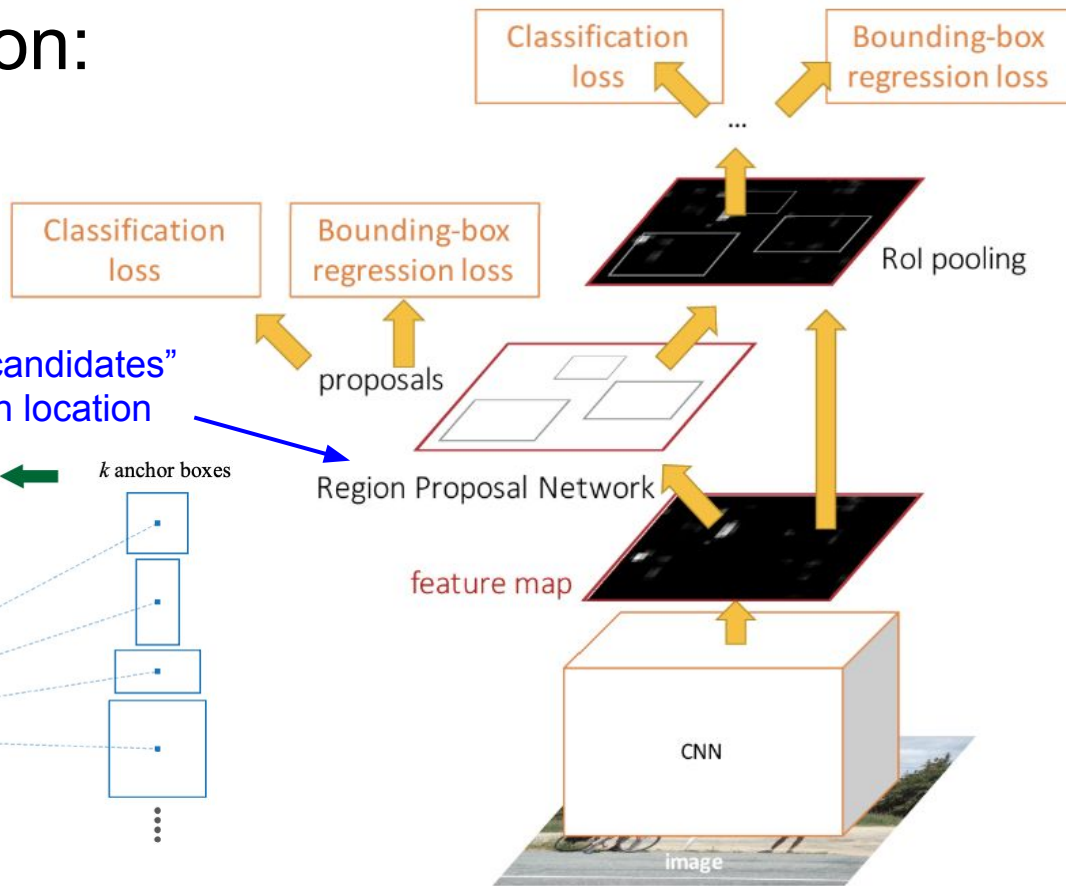 on:
Classification
loss
Bounding-box
regression loss
...
RoI pooling
Classification
loss
Bounding-box
regression loss
proposals
candidates”
n location
Region Proposal Network
k anchor boxes
feature map
CNN
image